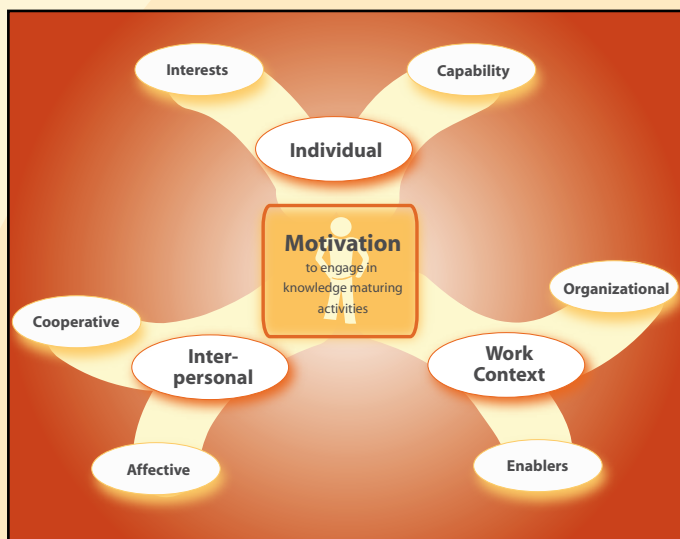 Interests
Capability
Individual
Motivation
to engage in
knowledge maturing
activities
Organizational
Cooperative
Inter-
personal
Work
Context
Affective
Enablers